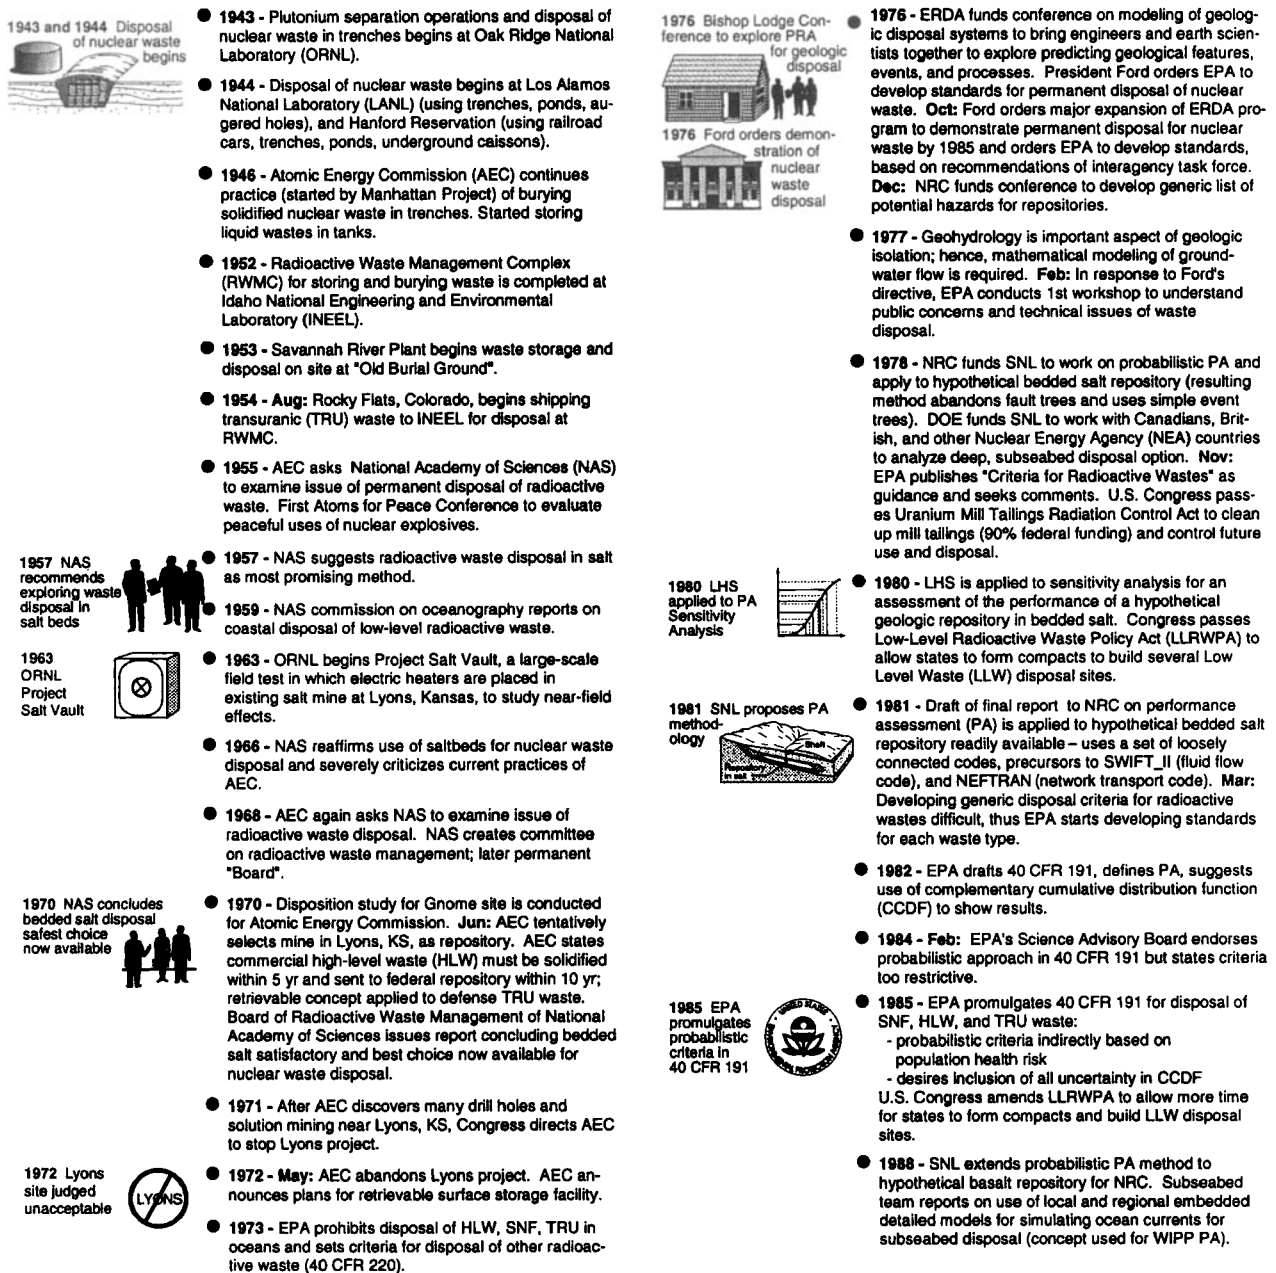 1943 and 1944 Disposal
of nuclear waste
begins
● 1943 - Plutonium separation operations and disposal of
nuclear waste in trenches begins at Oak Ridge National
Laboratory (ORNL).
● 1944 - Disposal of nuclear waste begins at Los Alamos
National Laboratory (LANL) (using trenches, ponds, au-
gered holes), and Hanford Reservation (using railroad
cars, trenches, ponds, underground caissons).
● 1946 - Atomic Energy Commission (AEC) continues
practice (started by Manhattan Project) of burying
solidified nuclear waste in trenches. Started storing
liquid wastes in tanks.
● 1952 - Radioactive Waste Management Complex
(RWMC) for storing and burying waste is completed at
Idaho National Engineering and Environmental
Laboratory (INEEL).
● 1953 - Savannah River Plant begins waste storage and
disposal on site at "Old Burial Ground".
● 1954 - Aug: Rocky Flats, Colorado, begins shipping
transuranic (TRU) waste to INEEL for disposal at
RWMC.
● 1955 - AEC asks National Academy of Sciences (NAS)
to examine issue of permanent disposal of radioactive
waste. First Atoms for Peace Conference to evaluate
peaceful uses of nuclear explosives.
1957 NAS
recommends
exploring waste
disposal in
salt beds
● 1957 - NAS suggests radioactive waste disposal in salt
as most promising method.
● 1959 - NAS commission on oceanography reports on
coastal disposal of low-level radioactive waste.
1963
ORNL
Project
Salt Vault
● 1963 - ORNL begins Project Salt Vault, a large-scale
field test in which electric heaters are placed in
existing salt mine at Lyons, Kansas, to study near-field
effects.
● 1966 - NAS reaffirms use of saltbeds for nuclear waste
disposal and severely criticizes current practices of
AEC.
● 1968 - AEC again asks NAS to examine issue of
radioactive waste disposal. NAS creates committee
on radioactive waste management; later permanent
"Board".
1970 NAS concludes
bedded salt disposal
safest choice
now available
● 1970 - Disposition study for Gnome site is conducted
for Atomic Energy Commission. Jun: AEC tentatively
selects mine in Lyons, KS, as repository. AEC states
commercial high-level waste (HLW) must be solidified
within 5 yr and sent to federal repository within 10 yr;
retrievable concept applied to defense TRU waste.
Board of Radioactive Waste Management of National
Academy of Sciences issues report concluding bedded
salt satisfactory and best choice now available for
nuclear waste disposal.
● 1971 - After AEC discovers many drill holes and
solution mining near Lyons, KS, Congress directs AEC
to stop Lyons project.
1972 Lyons
site judged
unacceptable
LYONS
● 1972 - May: AEC abandons Lyons project. AEC an-
nounces plans for retrievable surface storage facility.
● 1973 - EPA prohibits disposal of HLW, SNF, TRU in
oceans and sets criteria for disposal of other radioac-
tive waste (40 CFR 220).
1976 Bishop Lodge Con-
ference to explore PRA
for geologic
disposal
1976 Ford orders demon-
stration of
nuclear
waste
disposal
● 1976 - ERDA funds conference on modeling of geolog-
ic disposal systems to bring engineers and earth scien-
tists together to explore predicting geological features,
events, and processes. President Ford orders EPA to
develop standards for permanent disposal of nuclear
waste. Oct: Ford orders major expansion of ERDA pro-
gram to demonstrate permanent disposal for nuclear
waste by 1985 and orders EPA to develop standards,
based on recommendations of interagency task force.
Dec: NRC funds conference to develop generic list of
potential hazards for repositories.
● 1977 - Geohydrology is important aspect of geologic
isolation; hence, mathematical modeling of ground-
water flow is required. Feb: In response to Ford's
directive, EPA conducts 1st workshop to understand
public concerns and technical issues of waste
disposal.
● 1978 - NRC funds SNL to work on probabilistic PA and
apply to hypothetical bedded salt repository (resulting
method abandons fault trees and uses simple event
trees). DOE funds SNL to work with Canadians, Brit-
ish, and other Nuclear Energy Agency (NEA) countries
to analyze deep, subseabed disposal option. Nov:
EPA publishes "Criteria for Radioactive Wastes" as
guidance and seeks comments. U.S. Congress pass-
es Uranium Mill Tailings Radiation Control Act to clean
up mill tailings (90% federal funding) and control future
use and disposal.
1980 LHS
applied to PA
Sensitivity
Analysis
● 1980 - LHS is applied to sensitivity analysis for an
assessment of the performance of a hypothetical
geologic repository in bedded salt. Congress passes
Low-Level Radioactive Waste Policy Act (LLRWPA) to
allow states to form compacts to build several Low
Level Waste (LLW) disposal sites.
1981 SNL proposes PA
method-
ology
Shaft
Repository
in salt
● 1981 - Draft of final report to NRC on performance
assessment (PA) is applied to hypothetical bedded salt
repository readily available – uses a set of loosely
connected codes, precursors to SWIFT_II (fluid flow
code), and NEFTRAN (network transport code). Mar:
Developing generic disposal criteria for radioactive
wastes difficult, thus EPA starts developing standards
for each waste type.
● 1982 - EPA drafts 40 CFR 191, defines PA, suggests
use of complementary cumulative distribution function
(CCDF) to show results.
● 1984 - Feb: EPA's Science Advisory Board endorses
probabilistic approach in 40 CFR 191 but states criteria
too restrictive.
1985 EPA
promulgates
probabilistic
criteria in
40 CFR 191
UNITED STATES
ENVIRONMENTAL PROTECTION AGENCY
● 1985 - EPA promulgates 40 CFR 191 for disposal of
SNF, HLW, and TRU waste:
- probabilistic criteria indirectly based on
population health risk
- desires inclusion of all uncertainty in CCDF
U.S. Congress amends LLRWPA to allow more time
for states to form compacts and build LLW disposal
sites.
● 1988 - SNL extends probabilistic PA method to
hypothetical basalt repository for NRC. Subseabed
team reports on use of local and regional embedded
detailed models for simulating ocean currents for
subseabed disposal (concept used for WIPP PA).